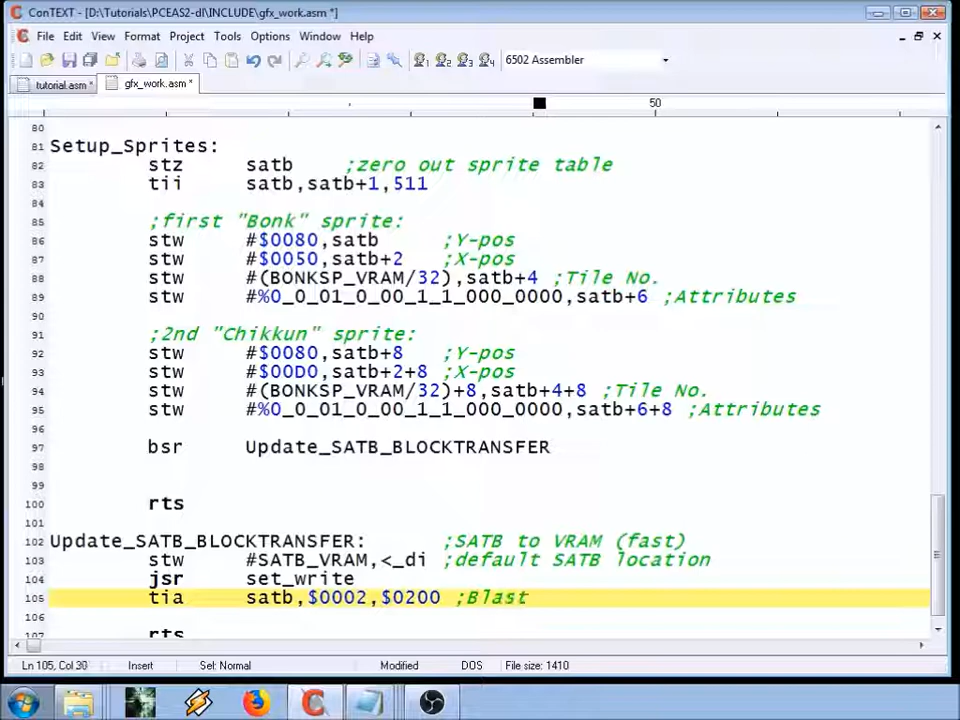 ConTEXT - [D:\Tutorials\PCEAS2-dl\INCLUDE\gfx_work.asm *]
File Edit View Format Project Tools Options Window Help
6502 Assembler
tutorial.asm * gfx_work.asm *
50
80
81 Setup_Sprites:
82 stz satb ;zero out sprite table
83 tii satb,satb+1,511
84
85 ;first "Bonk" sprite:
86 stw #$0080,satb ;Y-pos
87 stw #$0050,satb+2 ;X-pos
88 stw #(BONKSP_VRAM/32),satb+4 ;Tile No.
89 stw #%0_0_01_0_00_1_1_000_0000,satb+6 ;Attributes
90
91 ;2nd "Chikkun" sprite:
92 stw #$0080,satb+8 ;Y-pos
93 stw #$00D0,satb+2+8 ;X-pos
94 stw #(BONKSP_VRAM/32)+8,satb+4+8 ;Tile No.
95 stw #%0_0_01_0_00_1_1_000_0000,satb+6+8 ;Attributes
96
97 bsr Update_SATB_BLOCKTRANSFER
98
99
100 rts
101
102 Update_SATB_BLOCKTRANSFER: ;SATB to VRAM (fast)
103 stw #SATB_VRAM,<_di ;default SATB location
104 jsr set_write
105 tia satb,$0002,$0200 ;Blast
106
107 rts
Ln 105, Col 30 Insert Sel: Normal Modified DOS File size: 1410